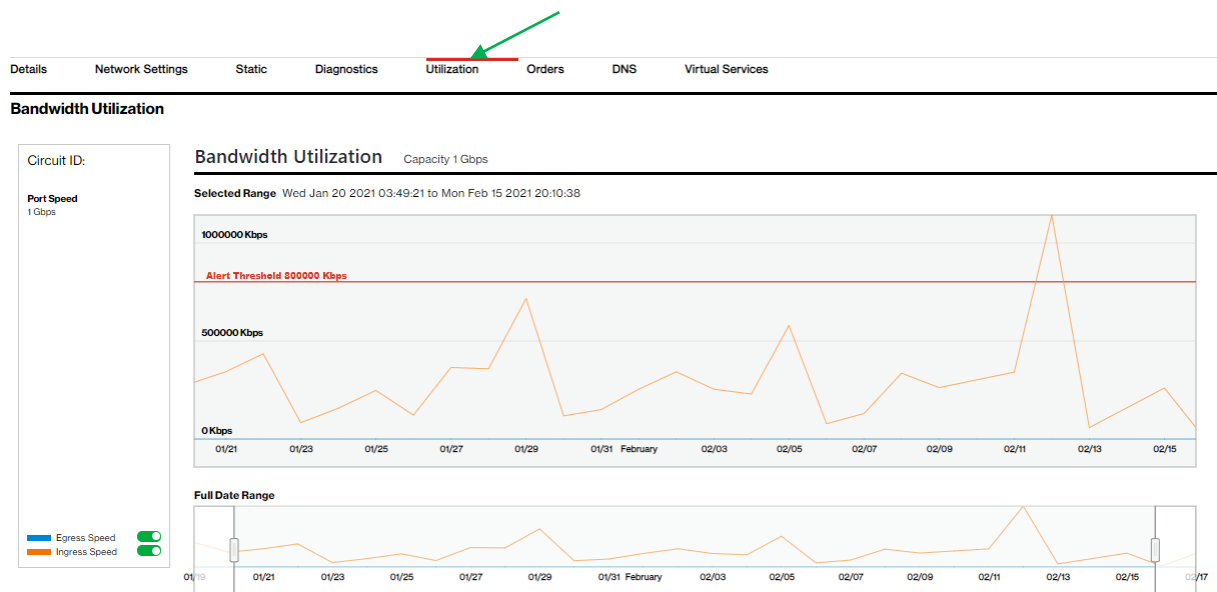 Details Network Settings Static Diagnostics Utilization Orders DNS Virtual Services
Bandwidth Utilization
Circuit ID:
Port Speed
1 Gbps
Egress Speed
Ingress Speed
Bandwidth Utilization Capacity 1 Gbps
Selected Range Wed Jan 20 2021 03:49:21 to Mon Feb 15 2021 20:10:38
1000000 Kbps
Alert Threshold 800000 Kbps
500000 Kbps
0 Kbps
01/21 01/23 01/25 01/27 01/29 01/31 February 02/03 02/05 02/07 02/09 02/11 02/13 02/15
Full Date Range
01/19 01/21 01/23 01/25 01/27 01/29 01/31 February 02/03 02/05 02/07 02/09 02/11 02/13 02/15 02/17